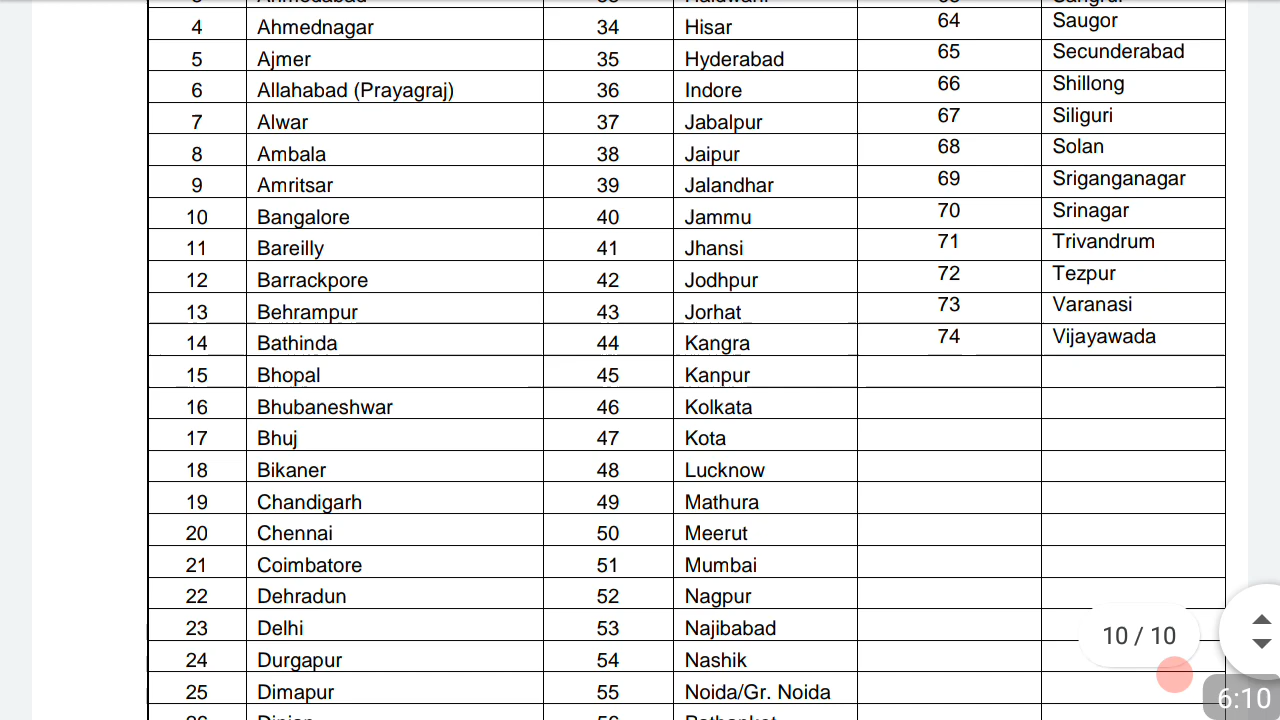 4 Ahmednagar 34 Hisar 64 Saugor
5 Ajmer 35 Hyderabad 65 Secunderabad
6 Allahabad (Prayagraj) 36 Indore 66 Shillong
7 Alwar 37 Jabalpur 67 Siliguri
8 Ambala 38 Jaipur 68 Solan
9 Amritsar 39 Jalandhar 69 Sriganganagar
10 Bangalore 40 Jammu 70 Srinagar
11 Bareilly 41 Jhansi 71 Trivandrum
12 Barrackpore 42 Jodhpur 72 Tezpur
13 Behrampur 43 Jorhat 73 Varanasi
14 Bathinda 44 Kangra 74 Vijayawada
15 Bhopal 45 Kanpur
16 Bhubaneshwar 46 Kolkata
17 Bhuj 47 Kota
18 Bikaner 48 Lucknow
19 Chandigarh 49 Mathura
20 Chennai 50 Meerut
21 Coimbatore 51 Mumbai
22 Dehradun 52 Nagpur
23 Delhi 53 Najibabad
10 / 10
24 Durgapur 54 Nashik
25 Dimapur 55 Noida/Gr. Noida
6:10